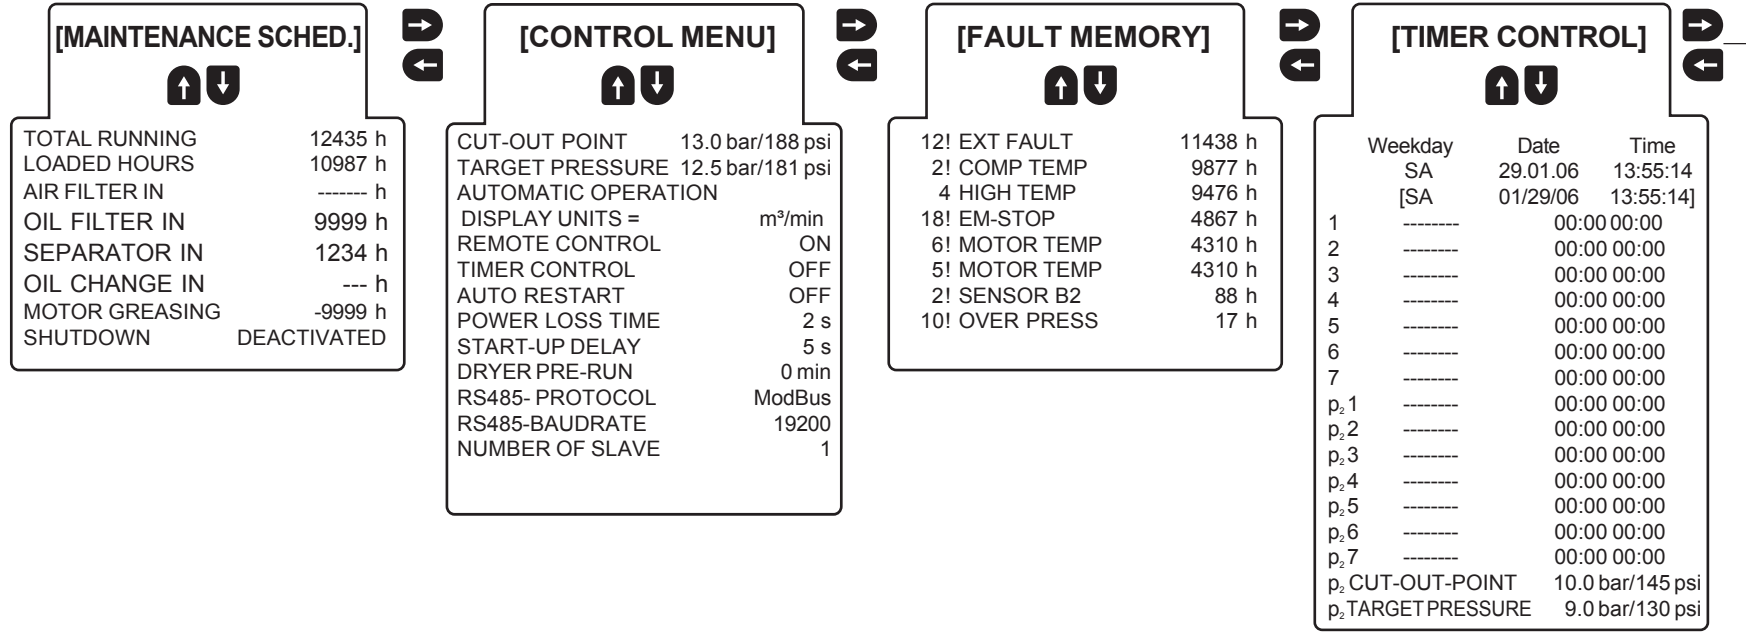 [MAINTENANCE SCHED.]
TOTAL RUNNING 12435 h
LOADED HOURS 10987 h
AIR FILTER IN ------- h
OIL FILTER IN 9999 h
SEPARATOR IN 1234 h
OIL CHANGE IN --- h
MOTOR GREASING -9999 h
SHUTDOWN DEACTIVATED
[CONTROL MENU]
CUT-OUT POINT 13.0 bar/188 psi
TARGET PRESSURE 12.5 bar/181 psi
AUTOMATIC OPERATION
DISPLAY UNITS = m³/min
REMOTE CONTROL ON
TIMER CONTROL OFF
AUTO RESTART OFF
POWER LOSS TIME 2 s
START-UP DELAY 5 s
DRYER PRE-RUN 0 min
RS485- PROTOCOL ModBus
RS485-BAUDRATE 19200
NUMBER OF SLAVE 1
[FAULT MEMORY]
12! EXT FAULT 11438 h
2! COMP TEMP 9877 h
4 HIGH TEMP 9476 h
18! EM-STOP 4867 h
6! MOTOR TEMP 4310 h
5! MOTOR TEMP 4310 h
2! SENSOR B2 88 h
10! OVER PRESS 17 h
[TIMER CONTROL]
Weekday Date Time
SA 29.01.06 13:55:14
[SA 01/29/06 13:55:14]
1 -------- 00:00 00:00
2 -------- 00:00 00:00
3 -------- 00:00 00:00
4 -------- 00:00 00:00
5 -------- 00:00 00:00
6 -------- 00:00 00:00
7 -------- 00:00 00:00
p₂1 -------- 00:00 00:00
p₂2 -------- 00:00 00:00
p₂3 -------- 00:00 00:00
p₂4 -------- 00:00 00:00
p₂5 -------- 00:00 00:00
p₂6 -------- 00:00 00:00
p₂7 -------- 00:00 00:00
p₂ CUT-OUT-POINT 10.0 bar/145 psi
p₂ TARGET PRESSURE 9.0 bar/130 psi